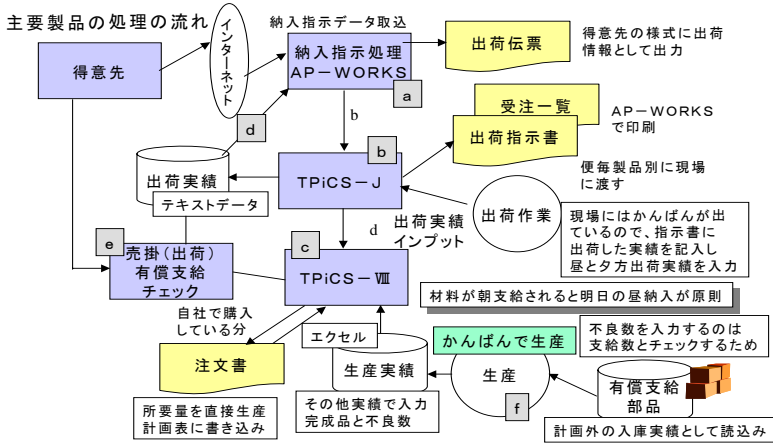 主要製品の処理の流れ
インターネット
納入指示データ取込
得意先
納入指示処理
AP−WORKS
a
出荷伝票
得意先の様式に出荷
情報として出力
受注一覧
出荷指示書
AP−WORKS
で印刷
便毎製品別に現場
に渡す
d
b
b
出荷実績
テキストデータ
TPiCS−J
出荷作業
d
出荷実績
インプット
現場にはかんばんが出
ているので、指示書に
出荷した実績を記入し
昼と夕方出荷実績を入力
e
売掛(出荷)
有償支給
チェック
c
TPiCS−Ⅷ
材料が朝支給されると明日の昼納入が原則
自社で購入
している分
エクセル
かんばんで生産
不良数を入力するのは
支給数とチェックするため
注文書
生産実績
生産
f
有償支給
部品
所要量を直接生産
計画表に書き込み
その他実績で入力
完成品と不良数
計画外の入庫実績として読込み